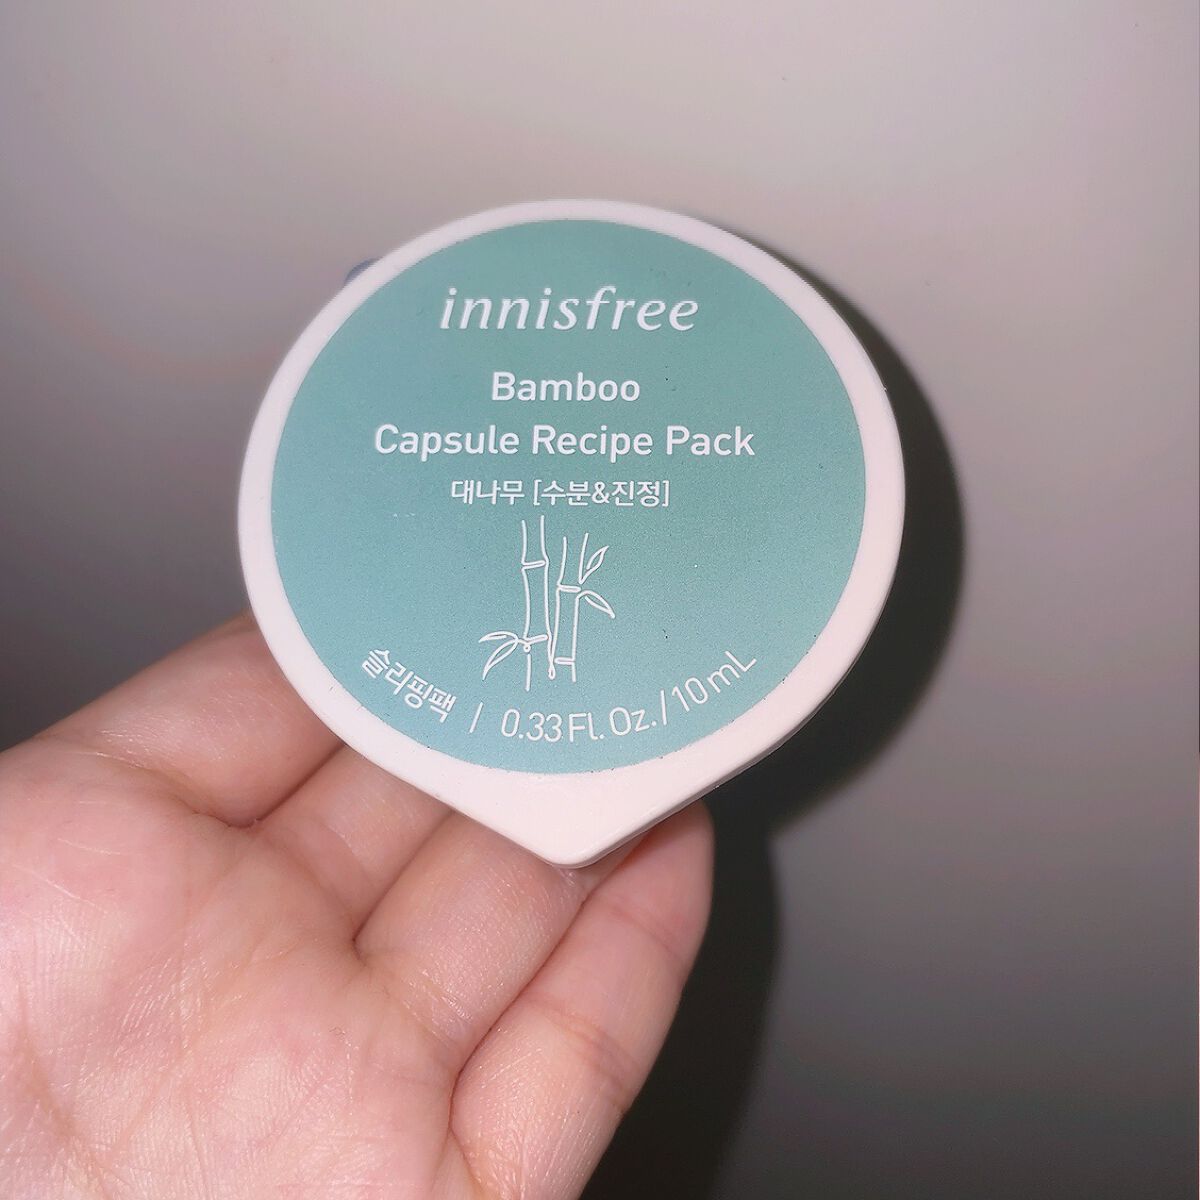 innisfree
Bamboo
Capsule Recipe Pack
대나무 [수분&진정]
슬리핑팩 | 0.33 Fl. Oz. / 10 mL